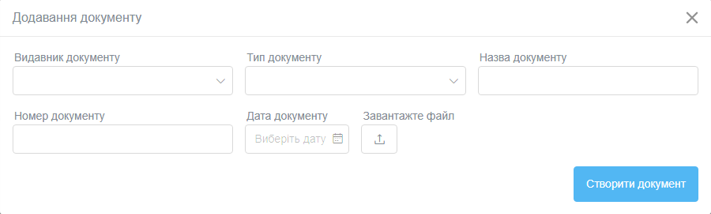 Додавання документу
Видавник документу Тип документу Назва документу
Номер документу Дата документу Завантажте файл
Виберіть дату
Створити документ